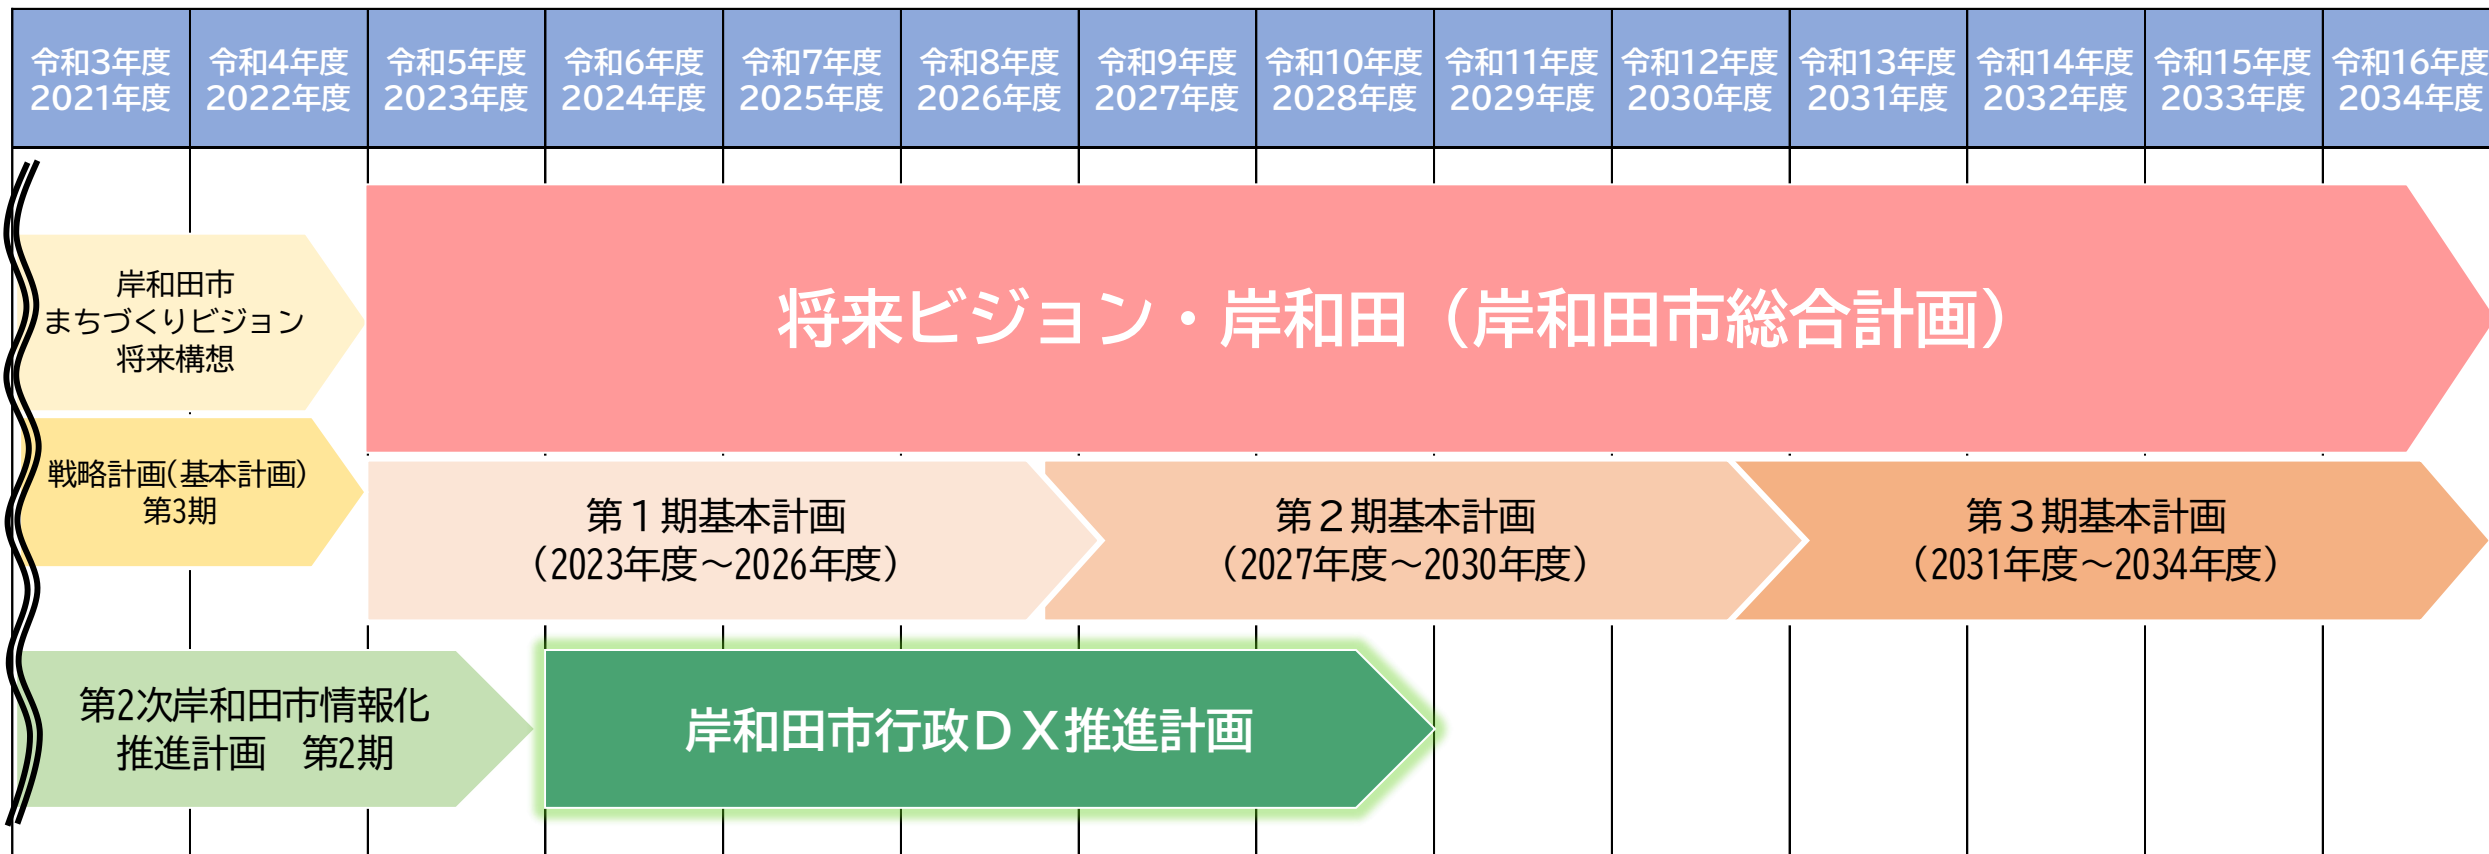 令和3年度
2021年度
令和4年度
2022年度
令和5年度
2023年度
令和6年度
2024年度
令和7年度
2025年度
令和8年度
2026年度
令和9年度
2027年度
令和10年度
2028年度
令和11年度
2029年度
令和12年度
2030年度
令和13年度
2031年度
令和14年度
2032年度
令和15年度
2033年度
令和16年度
2034年度
岸和田市
まちづくりビジョン
将来構想
将来ビジョン・岸和田（岸和田市総合計画）
戦略計画(基本計画)
第3期
第１期基本計画
（2023年度～2026年度）
第２期基本計画
（2027年度～2030年度）
第３期基本計画
（2031年度～2034年度）
第2次岸和田市情報化
推進計画　第2期
岸和田市行政ＤＸ推進計画